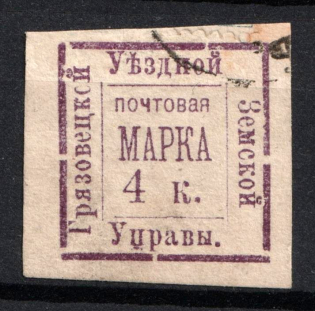 Уѣздной
Грязовецкой
Земской
ПОЧТОВАЯ
МАРКА
4 к.
Управы.